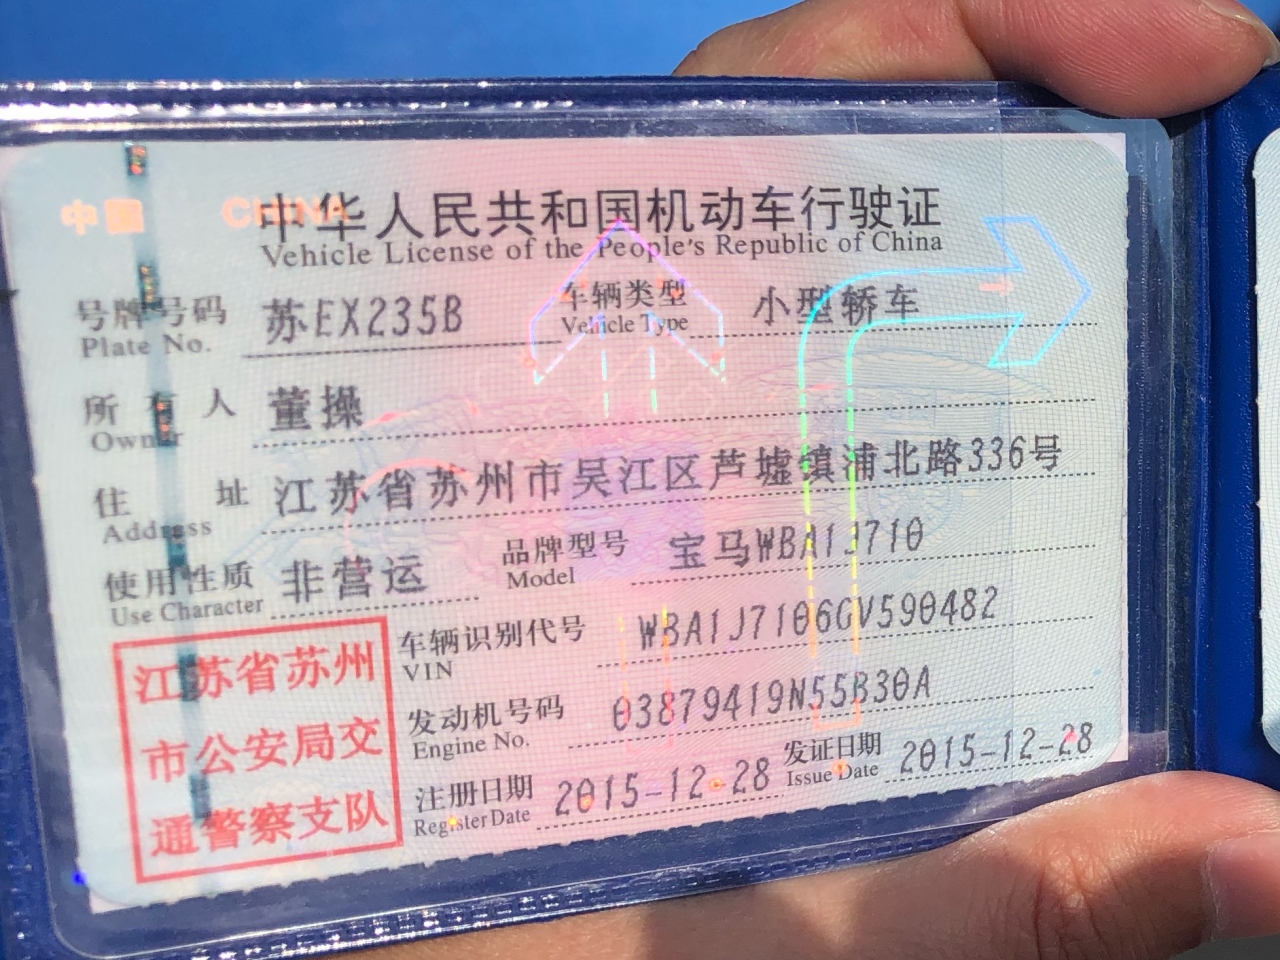 中国 CHINA
中华人民共和国机动车行驶证
Vehicle License of the People's Republic of China
号牌号码 苏EX235B 车辆类型 小型轿车
Plate No. Vehicle Type
所有人 董操
Owner
住址 江苏省苏州市吴江区芦墟镇浦北路336号
Address
使用性质 非营运 品牌型号 宝马WBA1J710
Use Character Model
车辆识别代号 WBA1J7106GV590482
VIN
发动机号码 03879419N55B30A
Engine No.
注册日期 2015-12-28 发证日期 2015-12-28
Register Date Issue Date
江苏省苏州
市公安局交
通警察支队